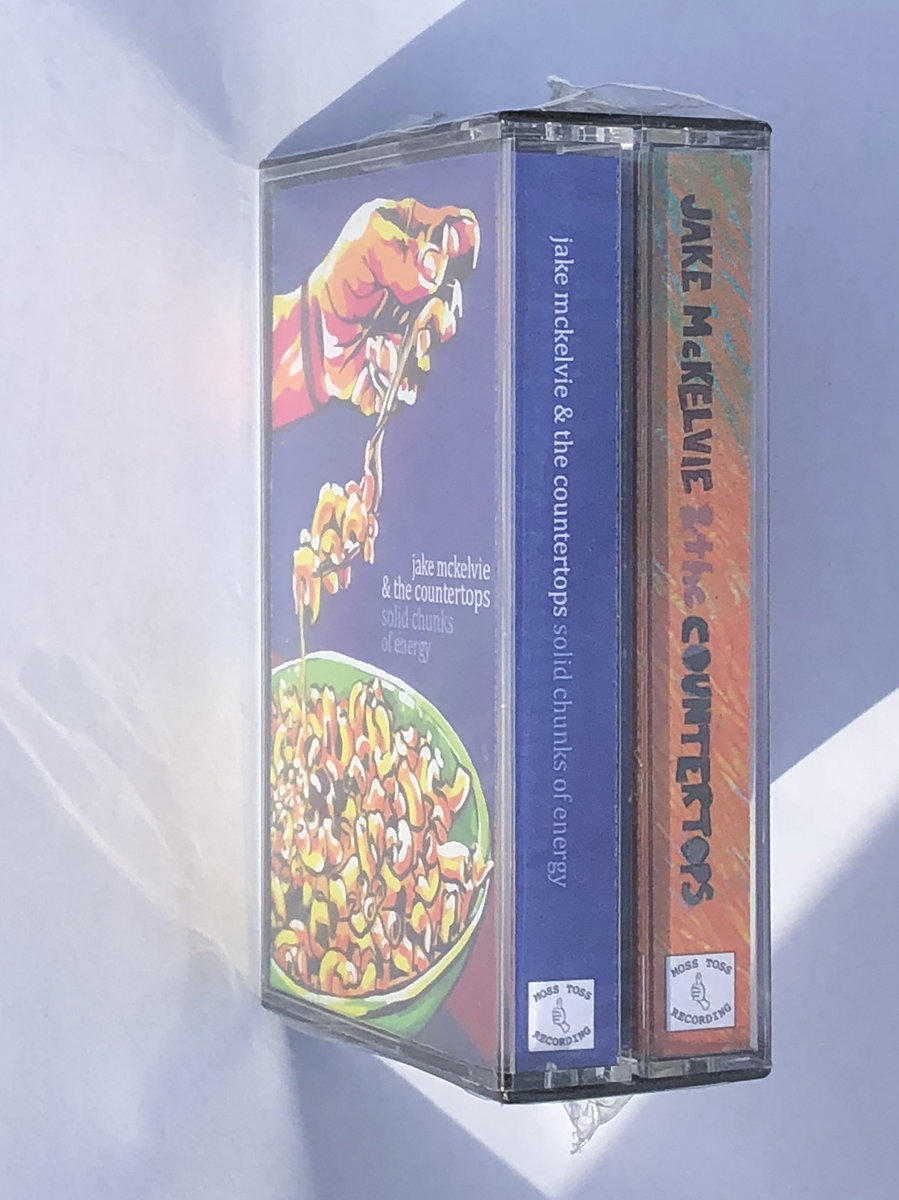 jake mckelvie
& the countertops
solid chunks
of energy
jake mckelvie & the countertops solid chunks of energy
MOSS TOSS
RECORDING
JAKE McKELVIE & the COUNTERTOPS
MOSS TOSS
RECORDING